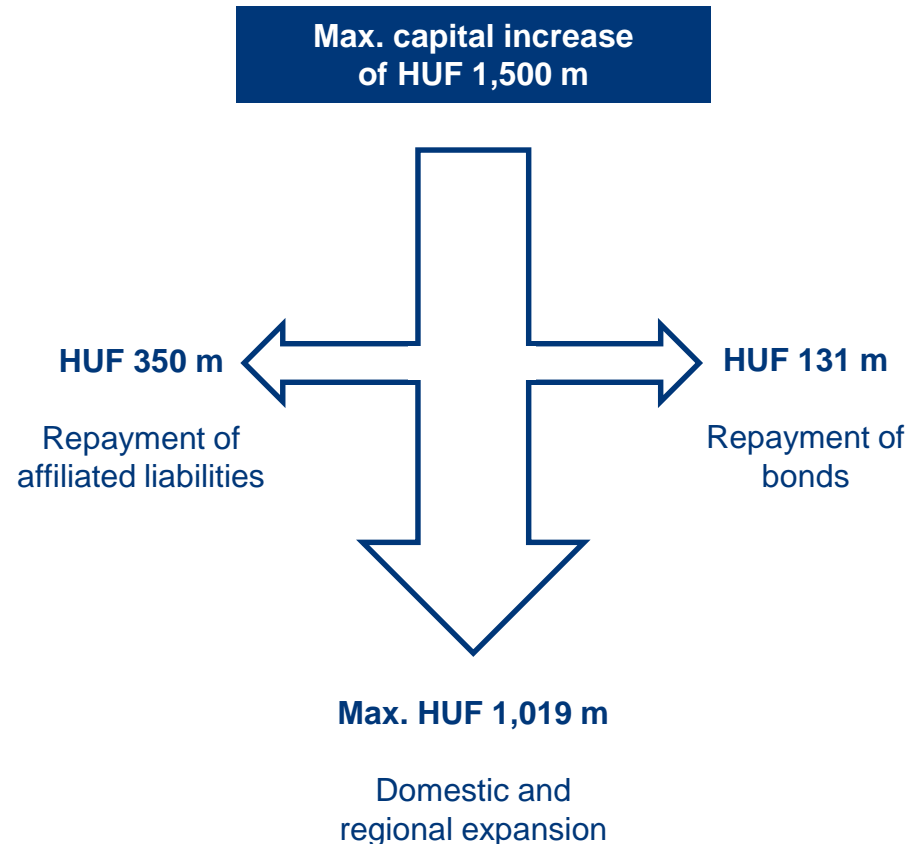 Max. capital increase
of HUF 1,500 m
HUF 350 m
Repayment of
affiliated liabilities
HUF 131 m
Repayment of
bonds
Max. HUF 1,019 m
Domestic and
regional expansion